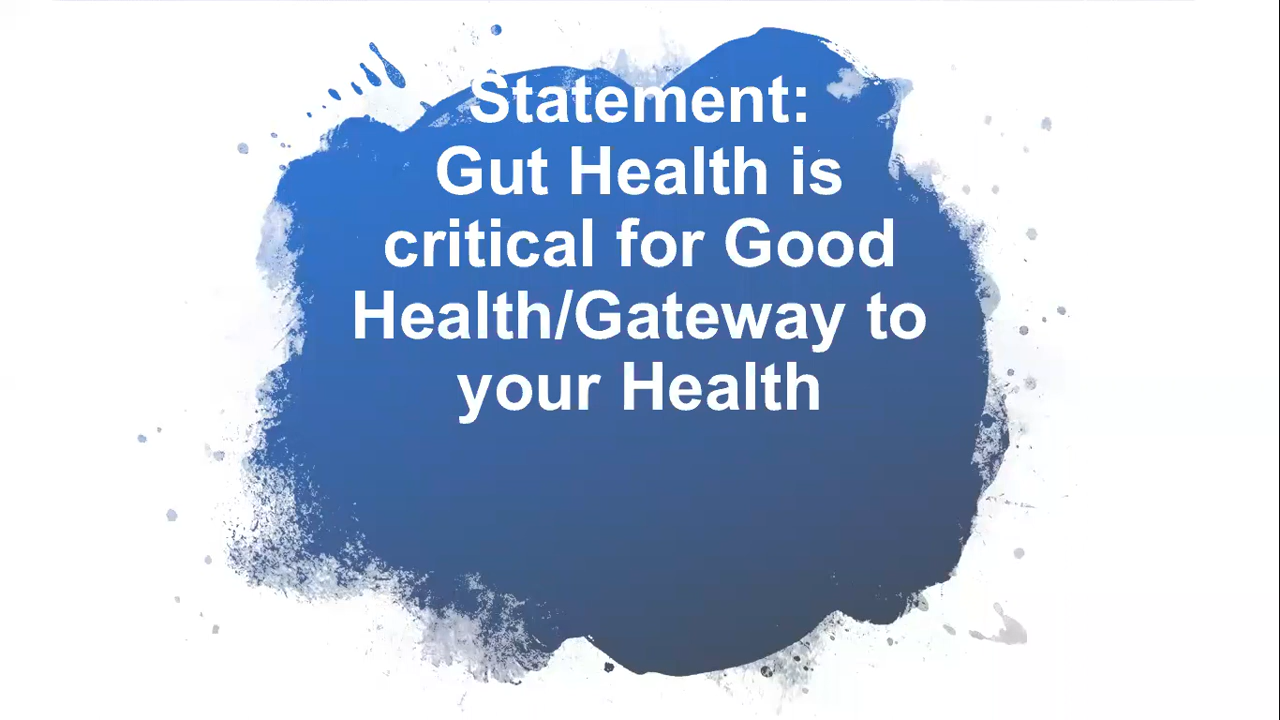 Statement:
Gut Health is
critical for Good
Health/Gateway to
your Health